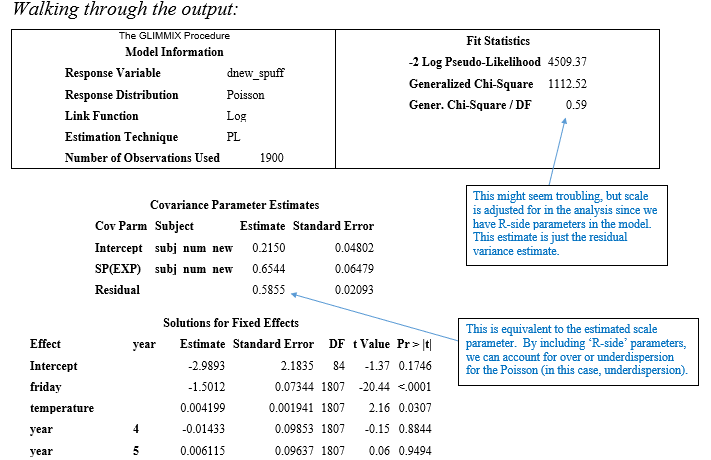 Walking through the output:
The GLIMMIX Procedure
Model Information
Response Variable dnew_spuff
Response Distribution Poisson
Link Function Log
Estimation Technique PL
Number of Observations Used 1900
Fit Statistics
-2 Log Pseudo-Likelihood 4509.37
Generalized Chi-Square 1112.52
Gener. Chi-Square / DF 0.59
This might seem troubling, but scale
is adjusted for in the analysis since we
have R-side parameters in the model.
This estimate is just the residual
variance estimate.
Covariance Parameter Estimates
Cov Parm Subject Estimate Standard Error
Intercept subj_num_new 0.2150 0.04802
SP(EXP) subj_num_new 0.6544 0.06479
Residual 0.5855 0.02093
This is equivalent to the estimated scale
parameter. By including ‘R-side’ parameters,
we can account for over or underdispersion
for the Poisson (in this case, underdispersion).
Solutions for Fixed Effects
Effect year Estimate Standard Error DF t Value Pr > |t|
Intercept -2.9893 2.1835 84 -1.37 0.1746
friday -1.5012 0.07344 1807 -20.44 <.0001
temperature 0.004199 0.001941 1807 2.16 0.0307
year 4 -0.01433 0.09853 1807 -0.15 0.8844
year 5 0.006115 0.09637 1807 0.06 0.9494